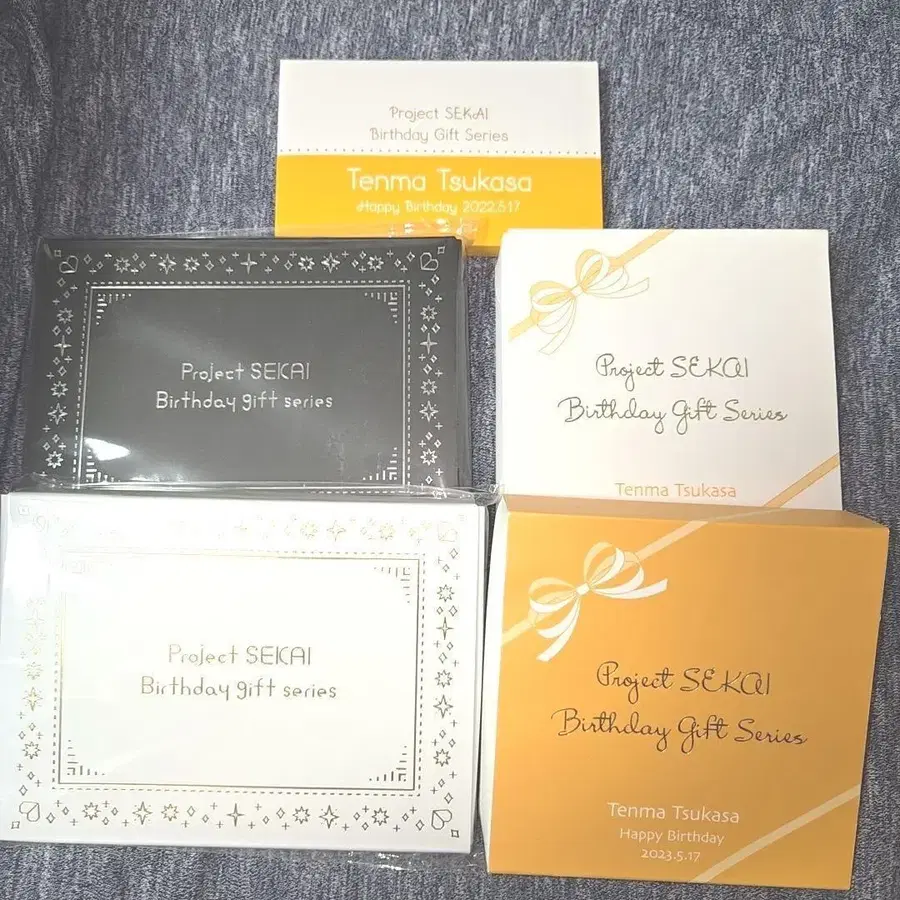 Project SEKAI
Birthday Gift Series
Tenma Tsukasa
Happy Birthday 2022.5.17
Project SEKAI
Birthday gift series
Project SEKAI
Birthday Gift Series
Tenma Tsukasa
Project SEKAI
Birthday gift series
Project SEKAI
Birthday Gift Series
Tenma Tsukasa
Happy Birthday
2023.5.17